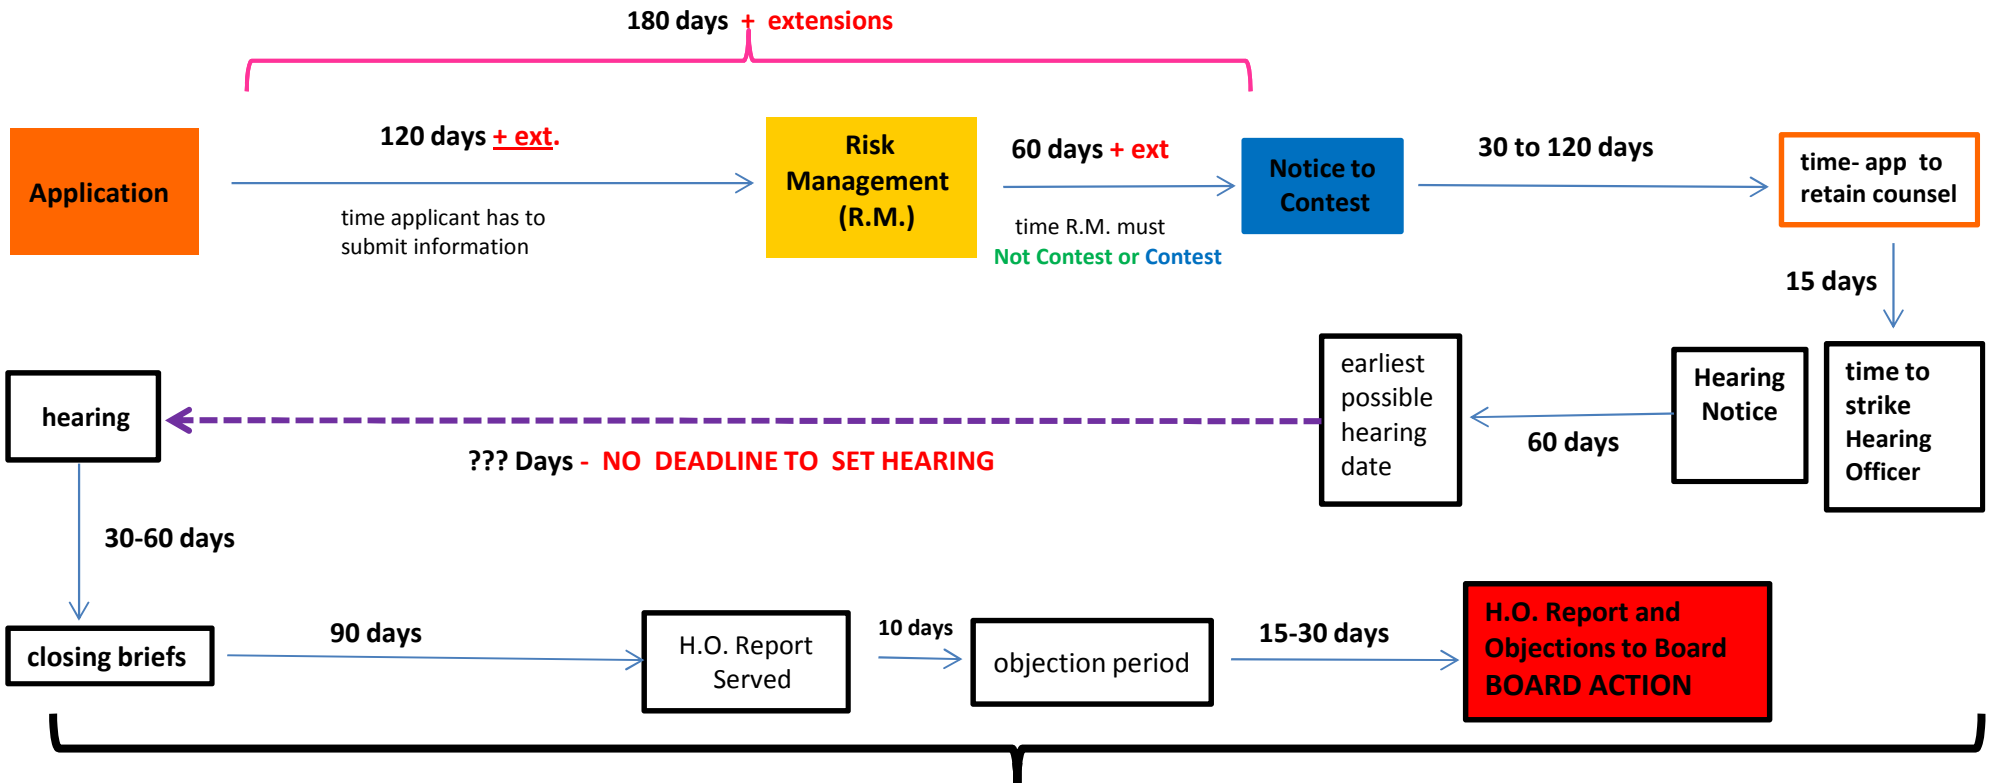 180 days + extensions
Application
120 days + ext.
time applicant has to
submit information
Risk
Management
(R.M.)
60 days + ext
time R.M. must
Not Contest or Contest
Notice to
Contest
30 to 120 days
time- app to
retain counsel
15 days
time to
strike
Hearing
Officer
Hearing
Notice
60 days
earliest
possible
hearing
date
??? Days - NO DEADLINE TO SET HEARING
hearing
30-60 days
closing briefs
90 days
H.O. Report
Served
10 days
objection period
15-30 days
H.O. Report and
Objections to Board
BOARD ACTION